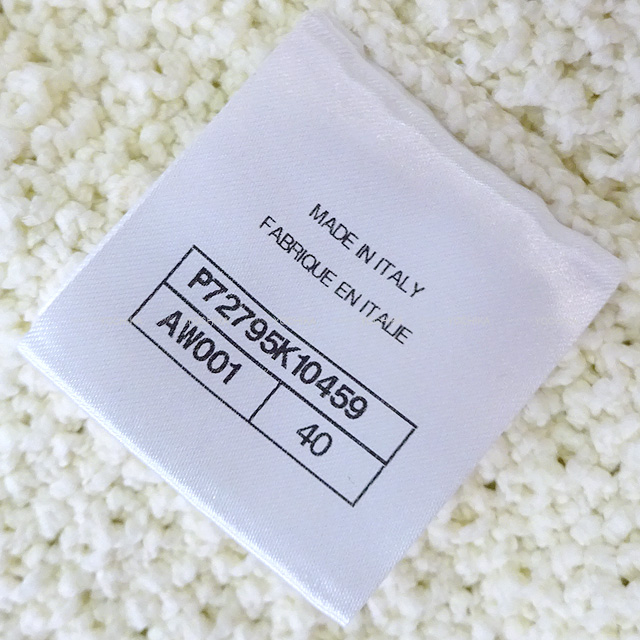 MADE IN ITALY
FABRIQUE EN ITALIE
P72795K10459
AW001
40